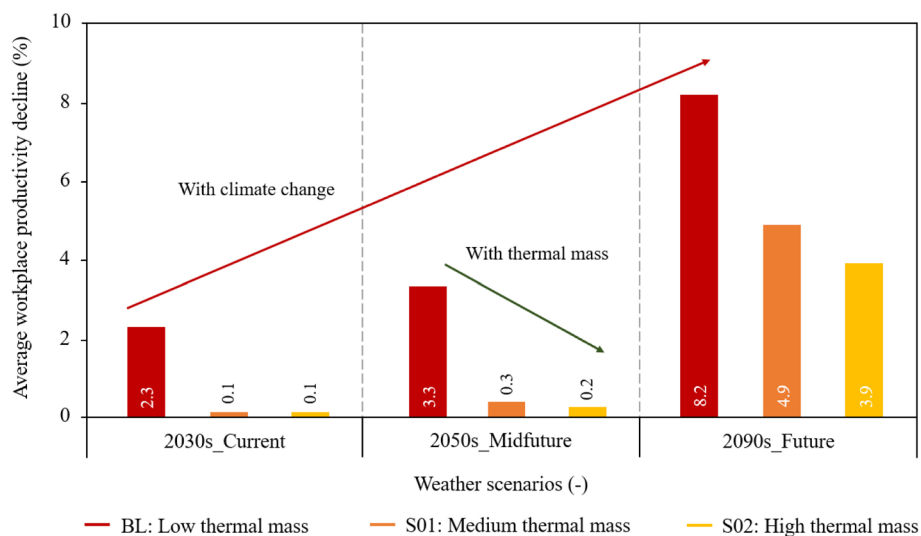 Average workplace productivity decline (%)
10
8
6
4
2
0
With climate change
With thermal mass
2.3
0.1
0.1
3.3
0.3
0.2
8.2
4.9
3.9
2030s_Current
2050s_Midfuture
2090s_Future
Weather scenarios (-)
BL: Low thermal mass
S01: Medium thermal mass
S02: High thermal mass